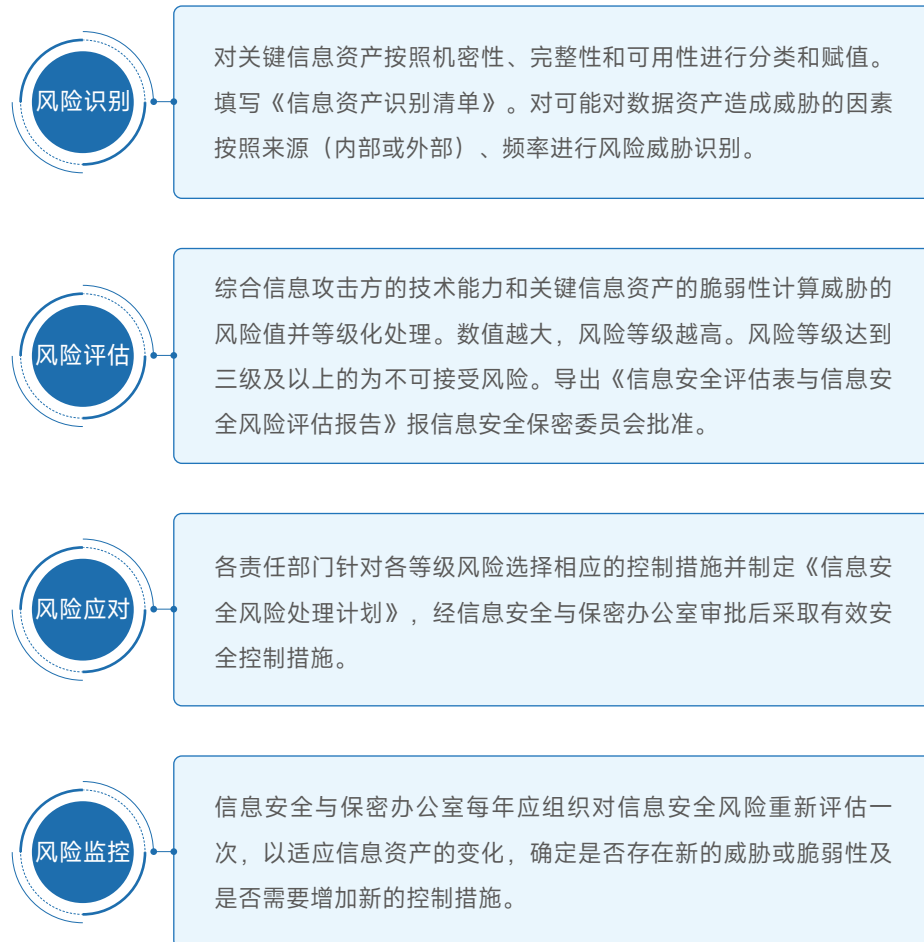 风险识别
对关键信息资产按照机密性、完整性和可用性进行分类和赋值。
填写《信息资产识别清单》。对可能对数据资产造成威胁的因素
按照来源（内部或外部）、频率进行风险威胁识别。
风险评估
综合信息攻击方的技术能力和关键信息资产的脆弱性计算威胁的
风险值并等级化处理。数值越大，风险等级越高。风险等级达到
三级及以上的为不可接受风险。导出《信息安全评估表与信息安
全风险评估报告》报信息安全保密委员会批准。
风险应对
各责任部门针对各等级风险选择相应的控制措施并制定《信息安
全风险处理计划》，经信息安全与保密办公室审批后采取有效安
全控制措施。
风险监控
信息安全与保密办公室每年应组织对信息安全风险重新评估一
次，以适应信息资产的变化，确定是否存在新的威胁或脆弱性及
是否需要增加新的控制措施。